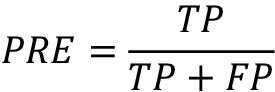 PRE = TP / (TP + FP)